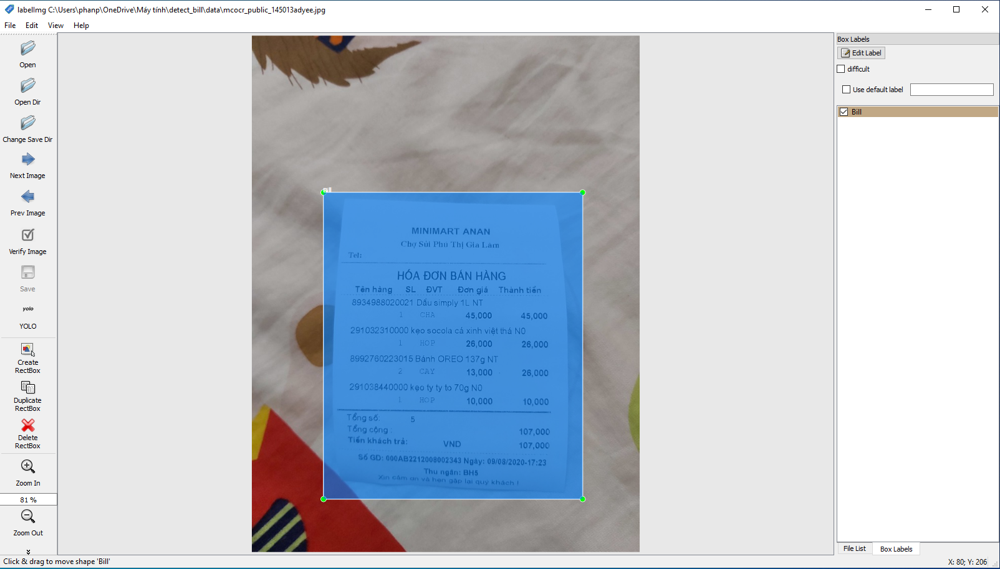 labelImg C:\Users\phanp\OneDrive\Máy tính\detect_bill\data\mcocr_public_145013adyee.jpg
File Edit View Help
Open
Open Dir
Change Save Dir
Next Image
Prev Image
Verify Image
Save
yolo
YOLO
Create
RectBox
Duplicate
RectBox
Delete
RectBox
Zoom In
81 %
Zoom Out
Bill
MINIMART ANAN
Chợ Sủi Phú Thị Gia Lâm
Tel:
HÓA ĐƠN BÁN HÀNG
Tên hàng SL ĐVT Đơn giá Thành tiền
8934988020021 Dầu simply 1L NT
1 CHA 45,000 45,000
291032310000 kẹo socola cá xinh việt thả N0
1 HOP 26,000 26,000
8992760223015 Bánh OREO 137g NT
2 CAY 13,000 26,000
291038440000 kẹo ty ty to 70g N0
1 HOP 10,000 10,000
Tổng số: 5
Tổng cộng : 107,000
Tiền khách trả: VND 107,000
Số GD: 000AB2212008002343 Ngày: 09/08/2020-17:23
Thu ngân: BH5
Xin cảm ơn và hẹn gặp lại quý khách !
Box Labels
Edit Label
difficult
Use default label
Bill
File List Box Labels
Click & drag to move shape 'Bill'
X: 80; Y: 206